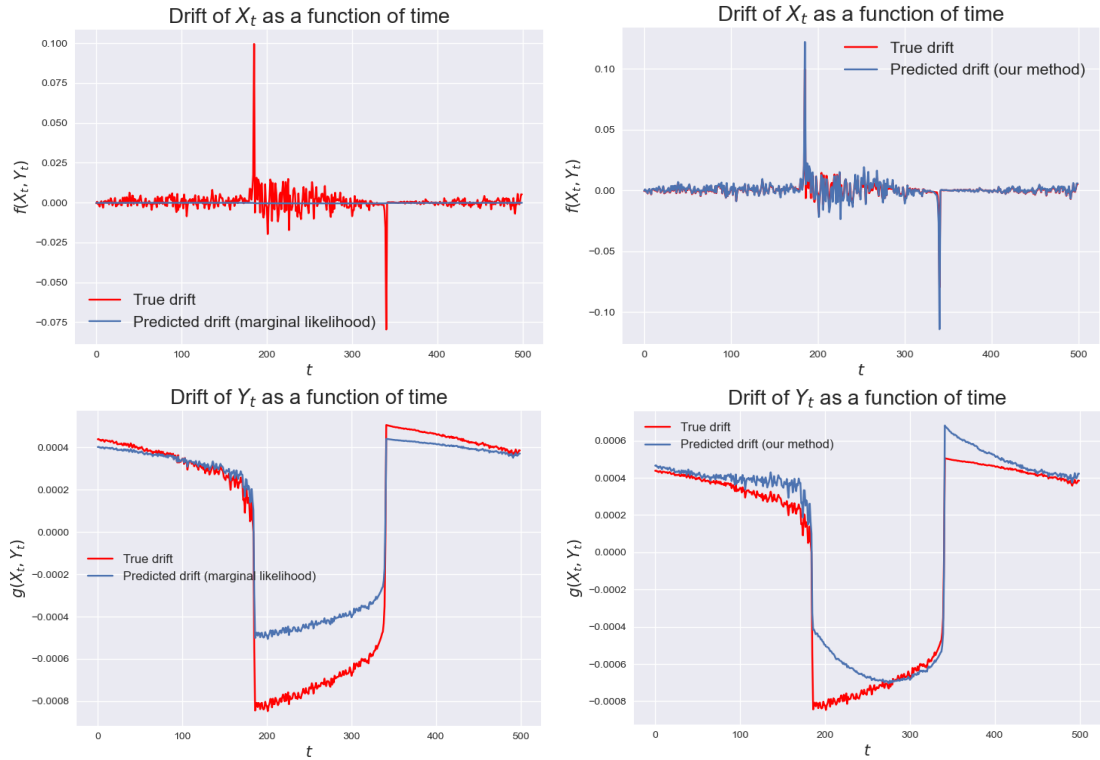 Drift of X_t as a function of time
f(X_t, Y_t)
0.100
0.075
0.050
0.025
0.000
−0.025
−0.050
−0.075
True drift
Predicted drift (marginal likelihood)
0 100 200 300 400 500
t
Drift of X_t as a function of time
f(X_t, Y_t)
0.10
0.05
0.00
−0.05
−0.10
True drift
Predicted drift (our method)
0 100 200 300 400 500
t
Drift of Y_t as a function of time
g(X_t, Y_t)
0.0004
0.0002
0.0000
−0.0002
−0.0004
−0.0006
−0.0008
True drift
Predicted drift (marginal likelihood)
0 100 200 300 400 500
t
Drift of Y_t as a function of time
g(X_t, Y_t)
0.0006
0.0004
0.0002
0.0000
−0.0002
−0.0004
−0.0006
−0.0008
True drift
Predicted drift (our method)
0 100 200 300 400 500
t